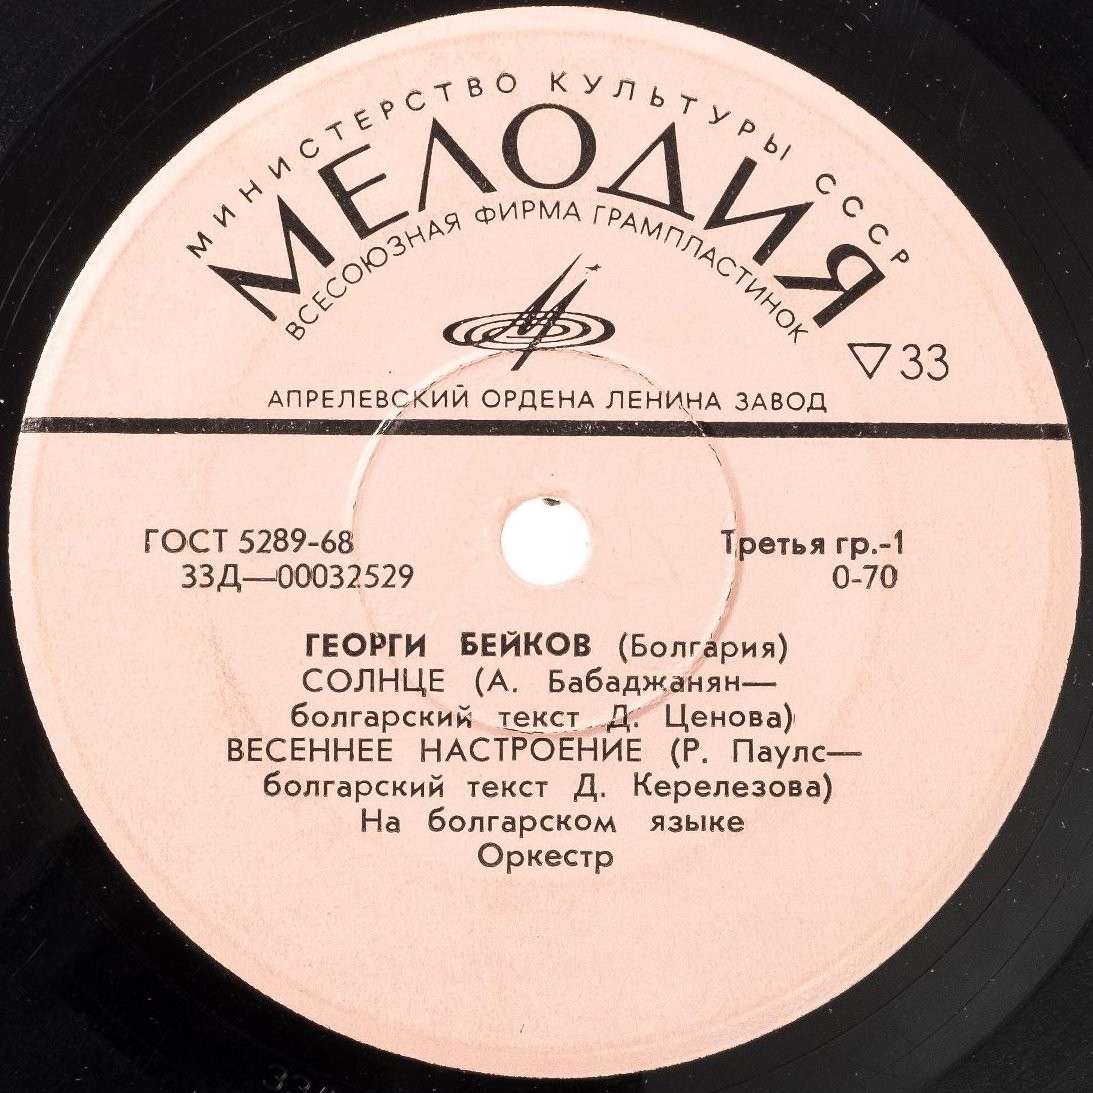 МИНИСТЕРСТВО КУЛЬТУРЫ СССР
МЕЛОДИЯ
ВСЕСОЮЗНАЯ ФИРМА ГРАМПЛАСТИНОК
33
АПРЕЛЕВСКИЙ ОРДЕНА ЛЕНИНА ЗАВОД
ГОСТ 5289-68 Третья гр.-1
33Д—00032529 0-70
ГЕОРГИ БЕЙКОВ (Болгария)
СОЛНЦЕ (А. Бабаджанян—
болгарский текст Д. Ценова)
ВЕСЕННЕЕ НАСТРОЕНИЕ (Р. Паулс—
болгарский текст Д. Керелезова)
На болгарском языке
Оркестр